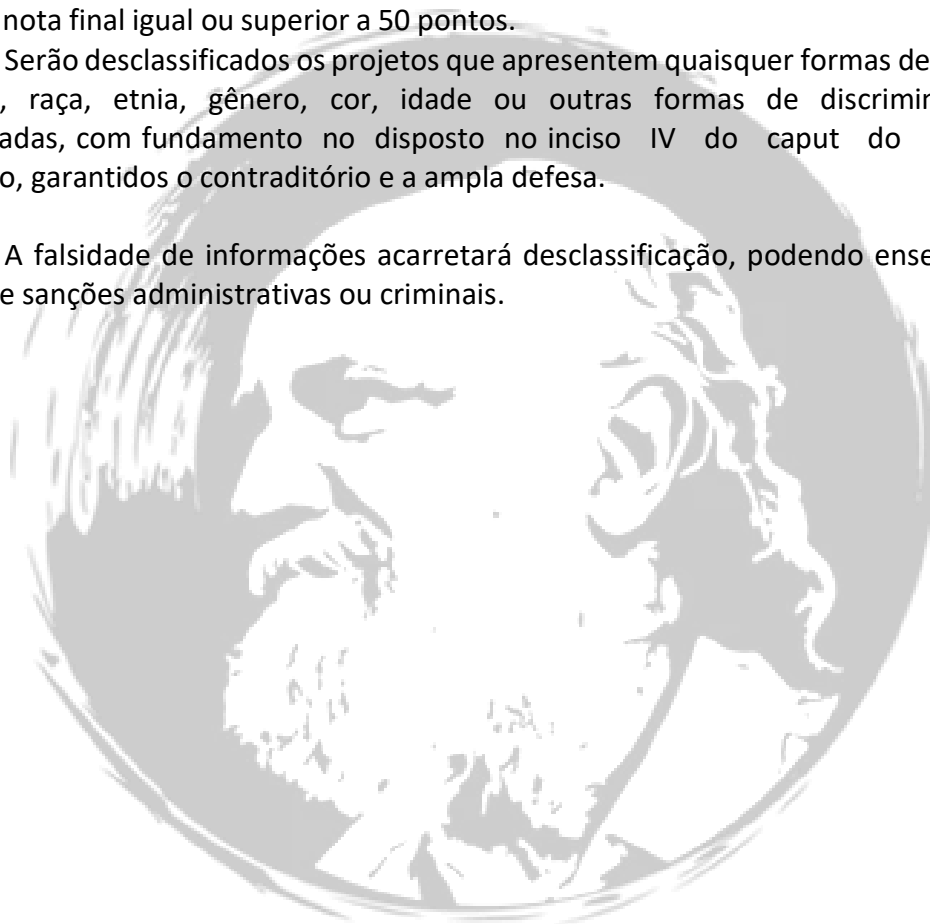 nota final igual ou superior a 50 pontos.
Serão desclassificados os projetos que apresentem quaisquer formas de
, raça, etnia, gênero, cor, idade ou outras formas de discrimin
adas, com fundamento no disposto no inciso IV do caput do
o, garantidos o contraditório e a ampla defesa.
A falsidade de informações acarretará desclassificação, podendo ense
e sanções administrativas ou criminais.